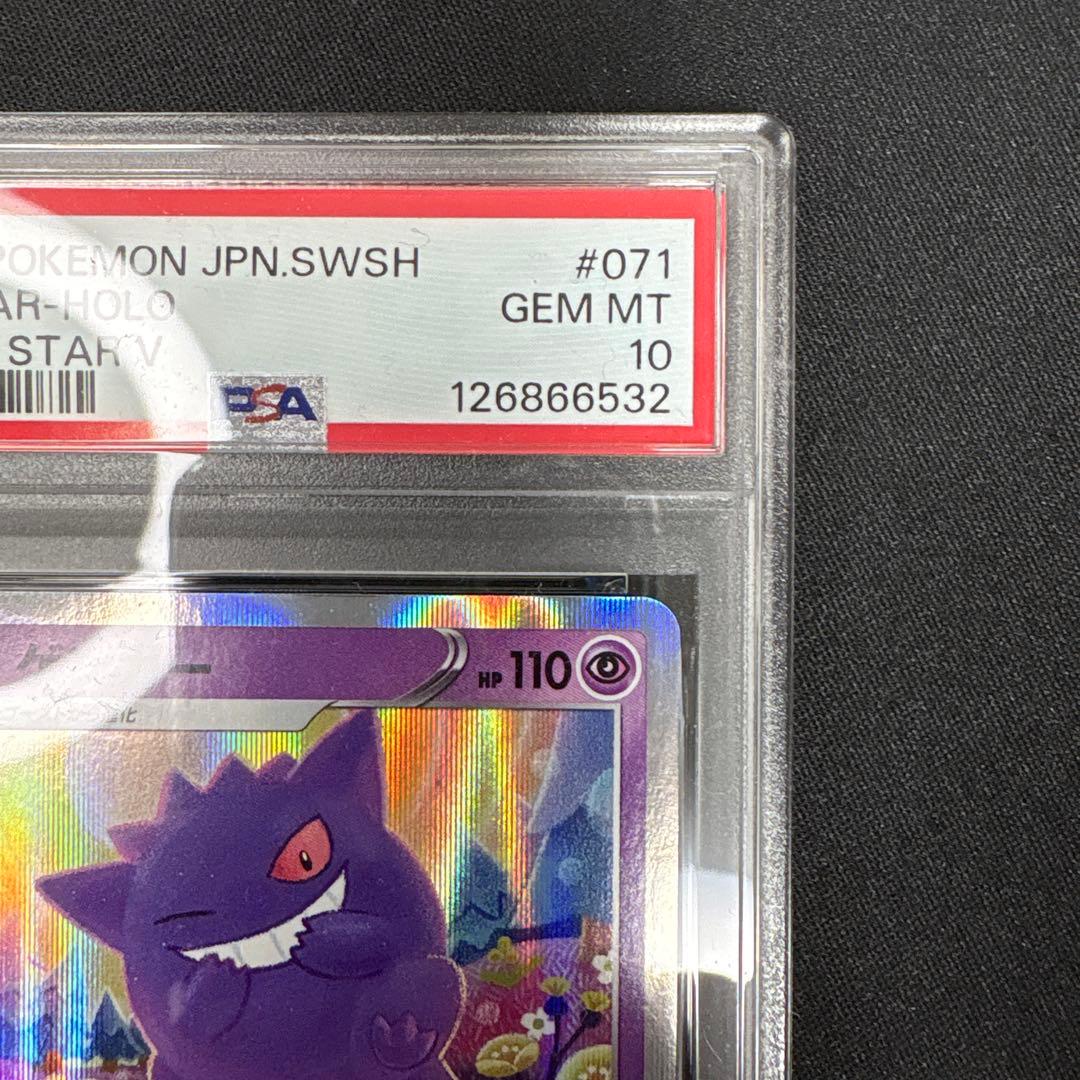 POKEMON JPN.SWSH #071
AR-HOLO GEM MT
STAR V 10
PSA 126866532
HP 110